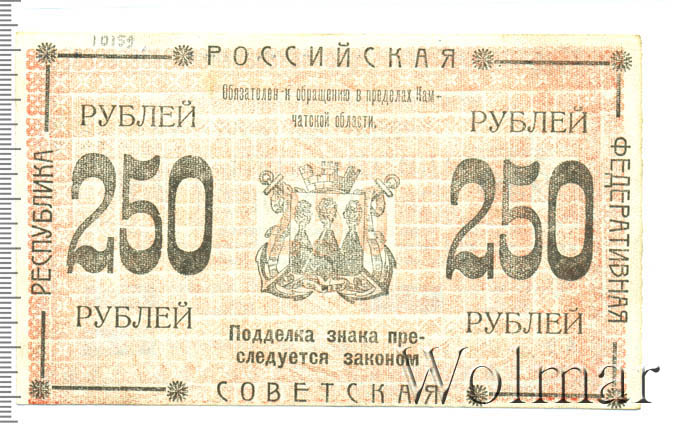 10159
РОССИЙСКАЯ
Обязателен к обращению в пределах Кам-
чатской области.
РУБЛЕЙ
РУБЛЕЙ
250
250
РЕСПУБЛИКА
ФЕДЕРАТИВНАЯ
РУБЛЕЙ
РУБЛЕЙ
Подделка знака пре-
следуется законом
СОВЕТСКАЯ
Wolmar